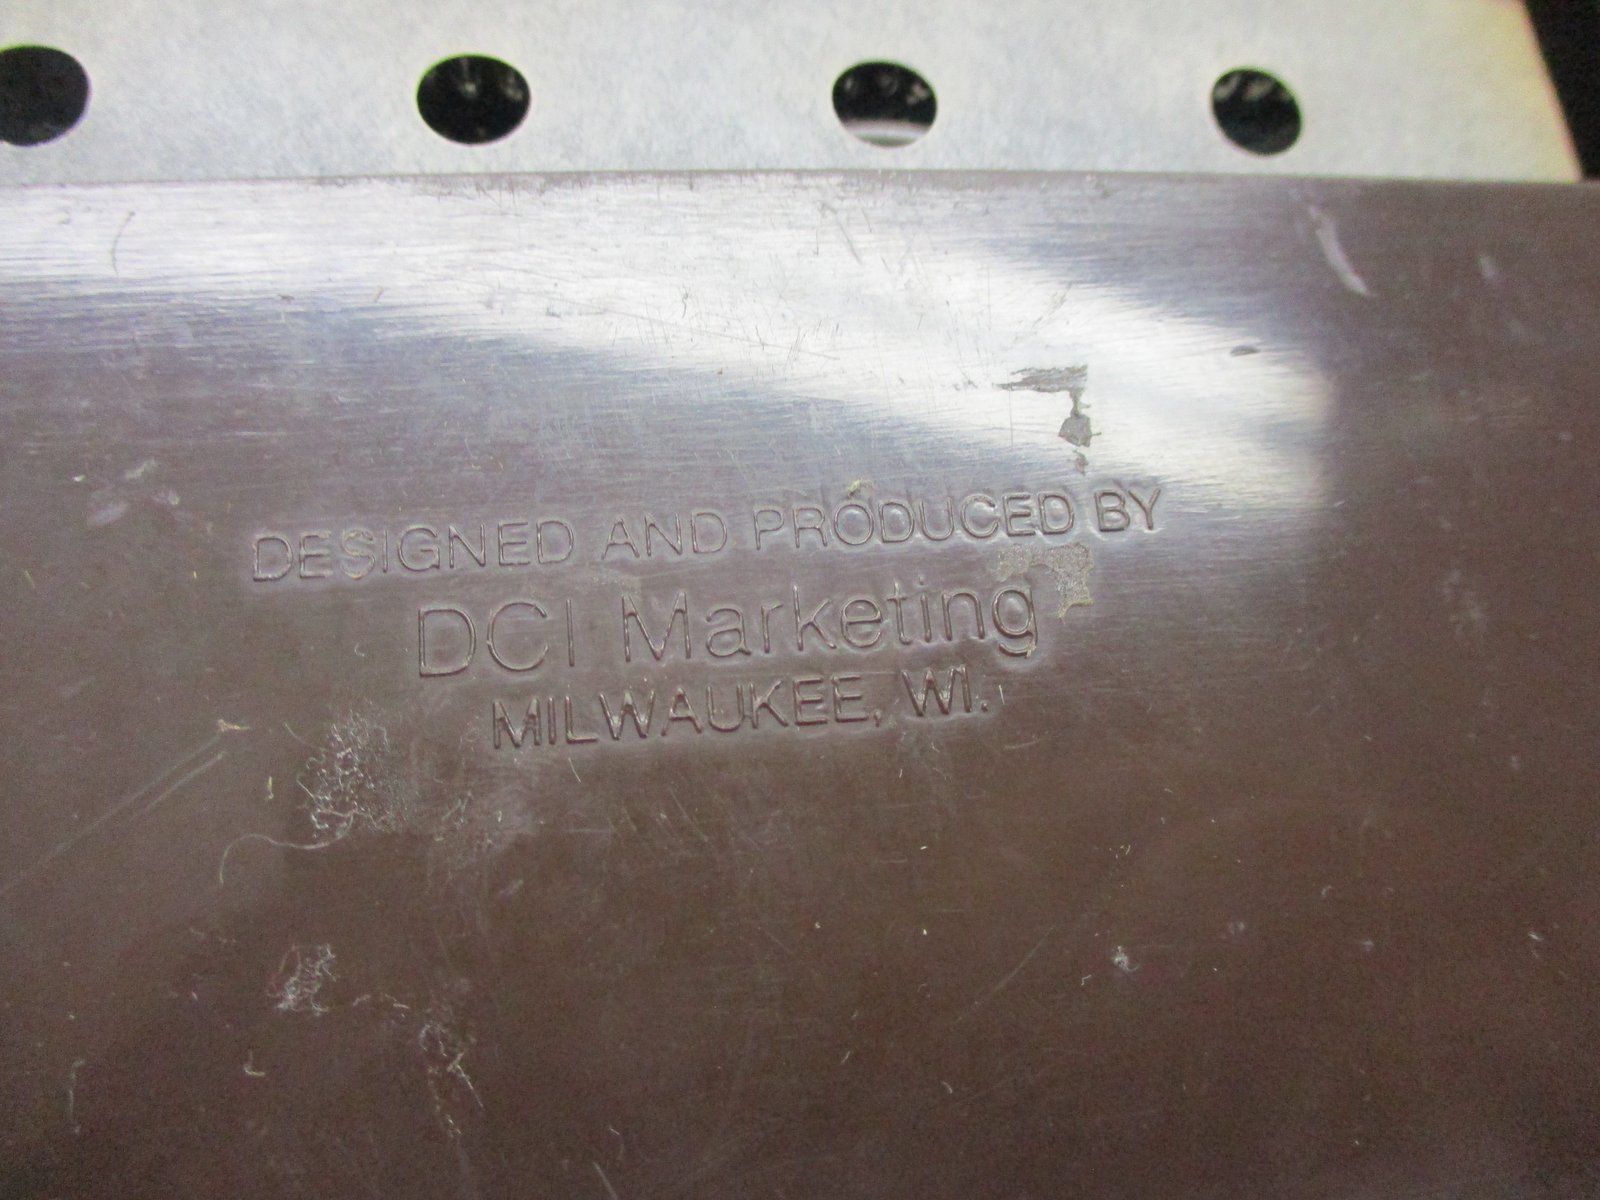 DESIGNED AND PRODUCED BY
DCI Marketing
MILWAUKEE, WI.